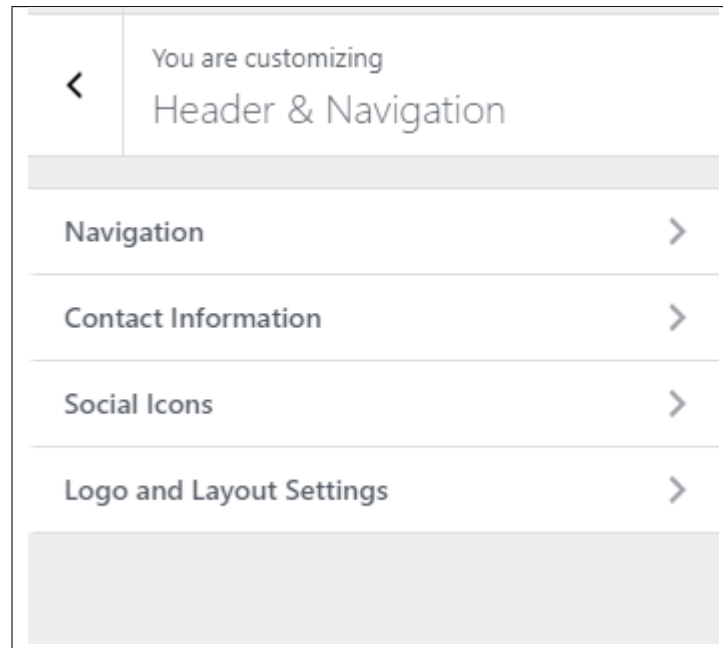 You are customizing
Header & Navigation
Navigation
Contact Information
Social Icons
Logo and Layout Settings